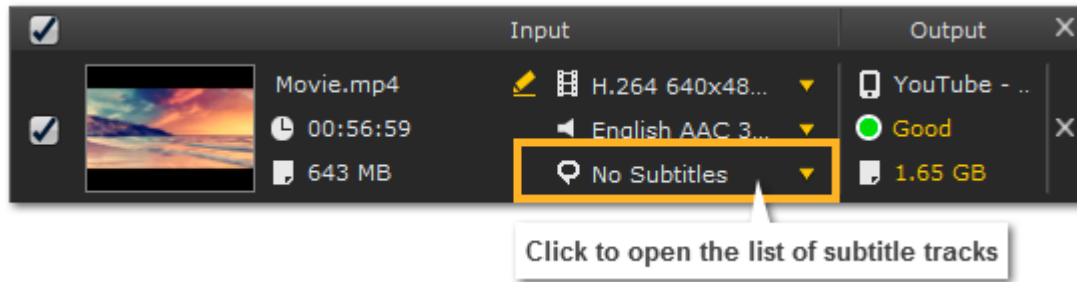 Input Output
Movie.mp4 H.264 640x48... YouTube - ..
00:56:59 English AAC 3... Good
643 MB No Subtitles 1.65 GB
Click to open the list of subtitle tracks